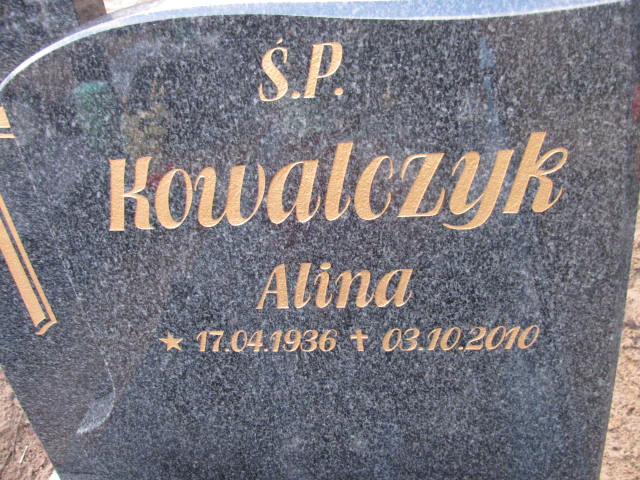 Ś.P.
Kowalczyk
Alina
★ 17.04.1936 ✝ 03.10.2010